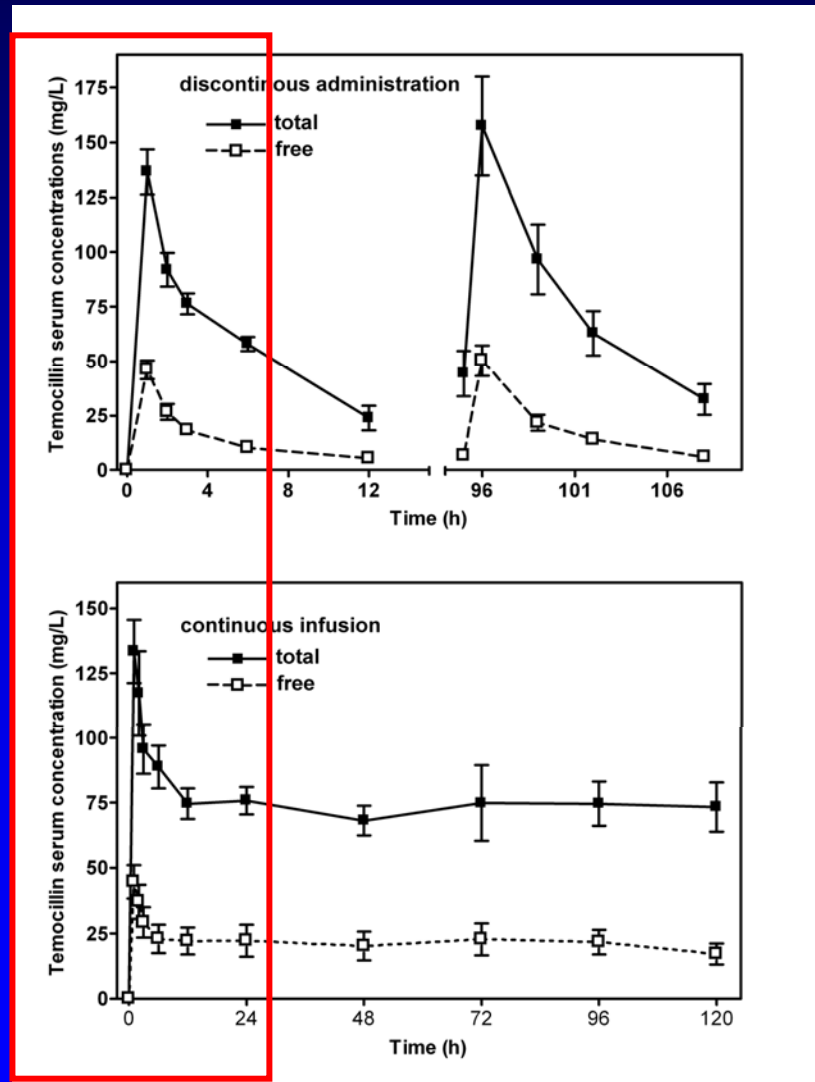 discontinous administration
total
free
Temocillin serum concentrations (mg/L)
175
150
125
100
75
50
25
0
0 4 8 12 96 101 106
Time (h)
continuous infusion
total
free
Temocillin serum concentration (mg/L)
150
125
100
75
50
25
0
0 24 48 72 96 120
Time (h)